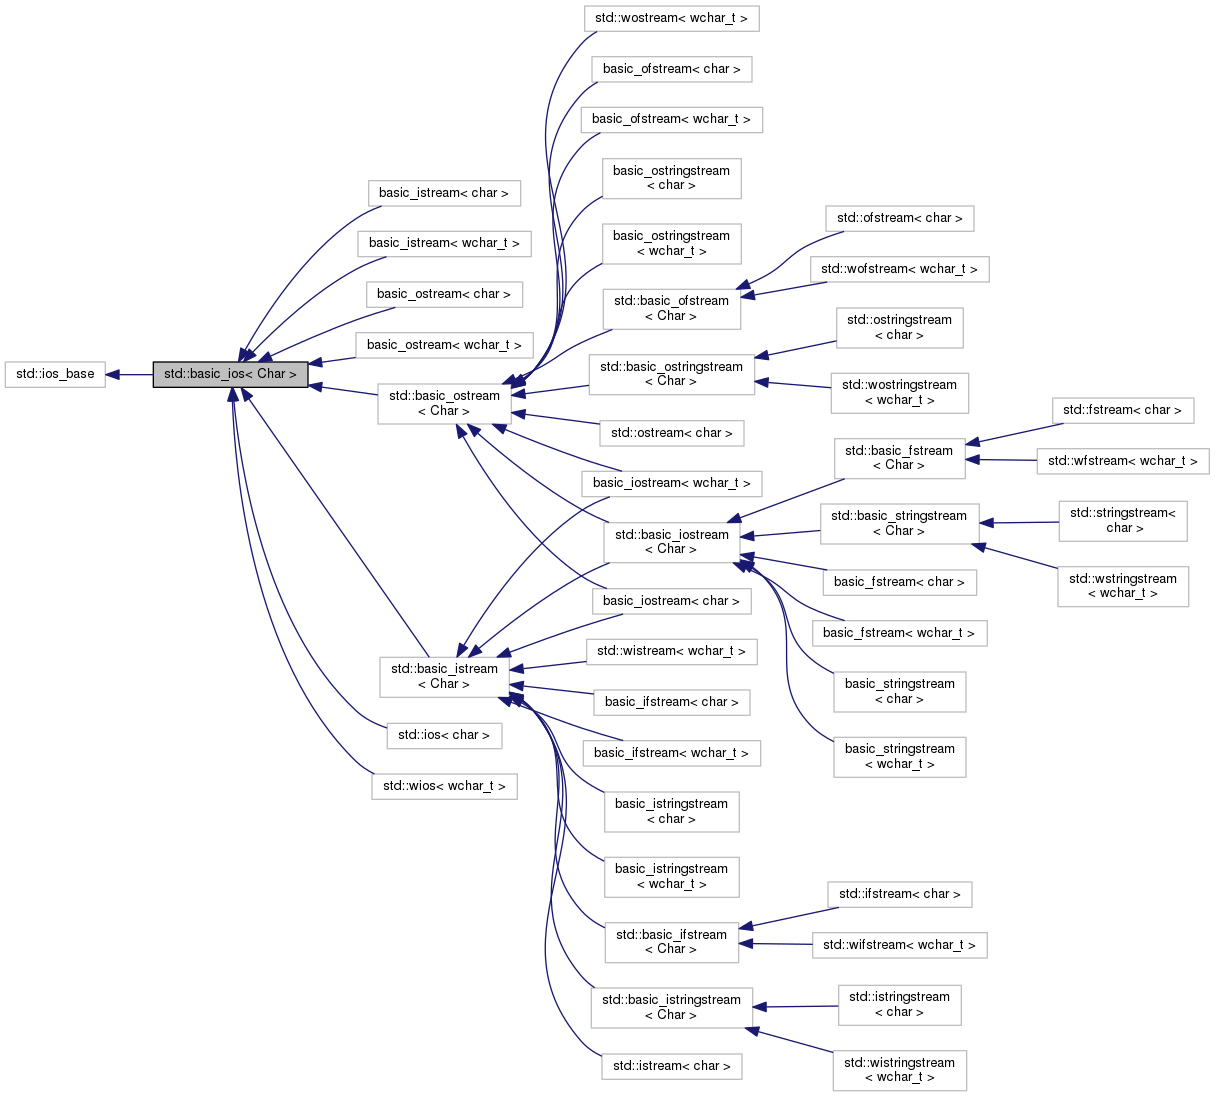 std::ios_base
std::basic_ios< Char >
basic_istream< char >
basic_istream< wchar_t >
basic_ostream< char >
basic_ostream< wchar_t >
std::basic_ostream
< Char >
std::basic_istream
< Char >
std::ios< char >
std::wios< wchar_t >
std::wostream< wchar_t >
basic_ofstream< char >
basic_ofstream< wchar_t >
basic_ostringstream
< char >
basic_ostringstream
< wchar_t >
std::basic_ofstream
< Char >
std::basic_ostringstream
< Char >
std::ostream< char >
basic_iostream< wchar_t >
std::basic_iostream
< Char >
basic_iostream< char >
std::wistream< wchar_t >
basic_ifstream< char >
basic_ifstream< wchar_t >
basic_istringstream
< char >
basic_istringstream
< wchar_t >
std::basic_ifstream
< Char >
std::basic_istringstream
< Char >
std::istream< char >
std::ofstream< char >
std::wofstream< wchar_t >
std::ostringstream
< char >
std::wostringstream
< wchar_t >
std::basic_fstream
< Char >
std::basic_stringstream
< Char >
basic_fstream< char >
basic_fstream< wchar_t >
basic_stringstream
< char >
basic_stringstream
< wchar_t >
std::ifstream< char >
std::wifstream< wchar_t >
std::istringstream
< char >
std::wistringstream
< wchar_t >
std::fstream< char >
std::wfstream< wchar_t >
std::stringstream<
char >
std::wstringstream
< wchar_t >